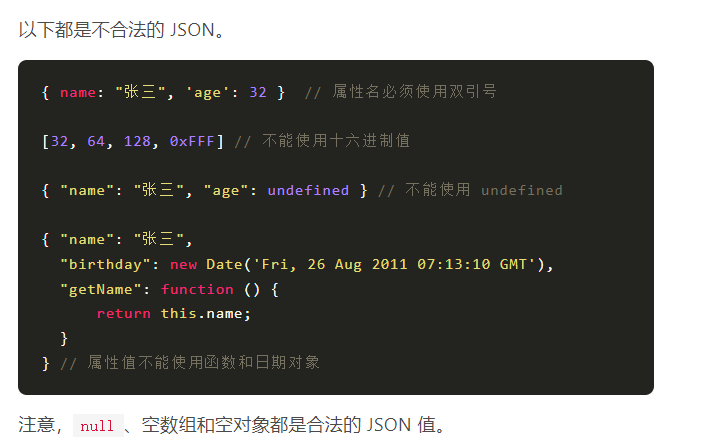 以下都是不合法的 JSON。
{ name: "张三", 'age': 32 }  // 属性名必须使用双引号
[32, 64, 128, 0xFFF] // 不能使用十六进制值
{ "name": "张三", "age": undefined } // 不能使用 undefined
{ "name": "张三",
  "birthday": new Date('Fri, 26 Aug 2011 07:13:10 GMT'),
  "getName": function () {
      return this.name;
  }
} // 属性值不能使用函数和日期对象
注意，null、空数组和空对象都是合法的 JSON 值。